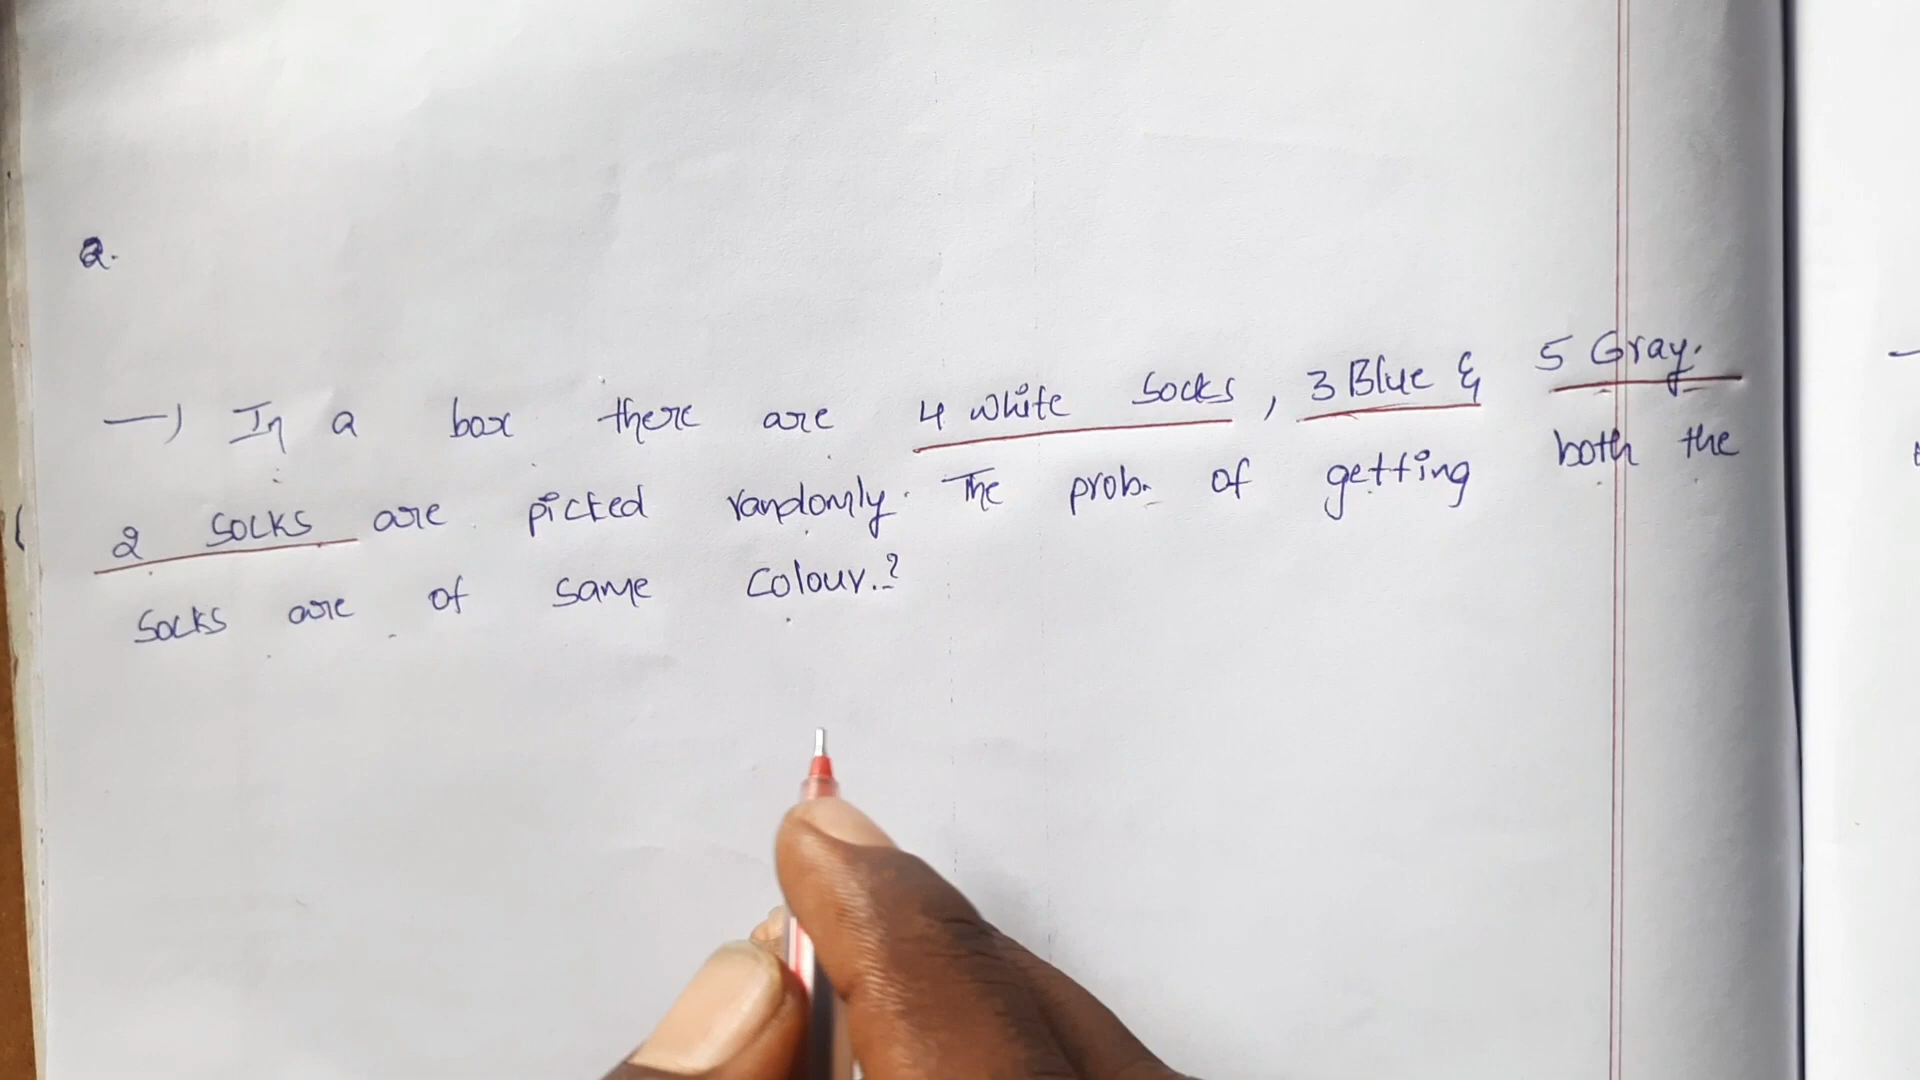 Q.
→ In a box there are 4 white socks, 3 Blue & 5 Gray.
2 socks are picked randomly. The prob. of getting both the
socks are of same colour.?